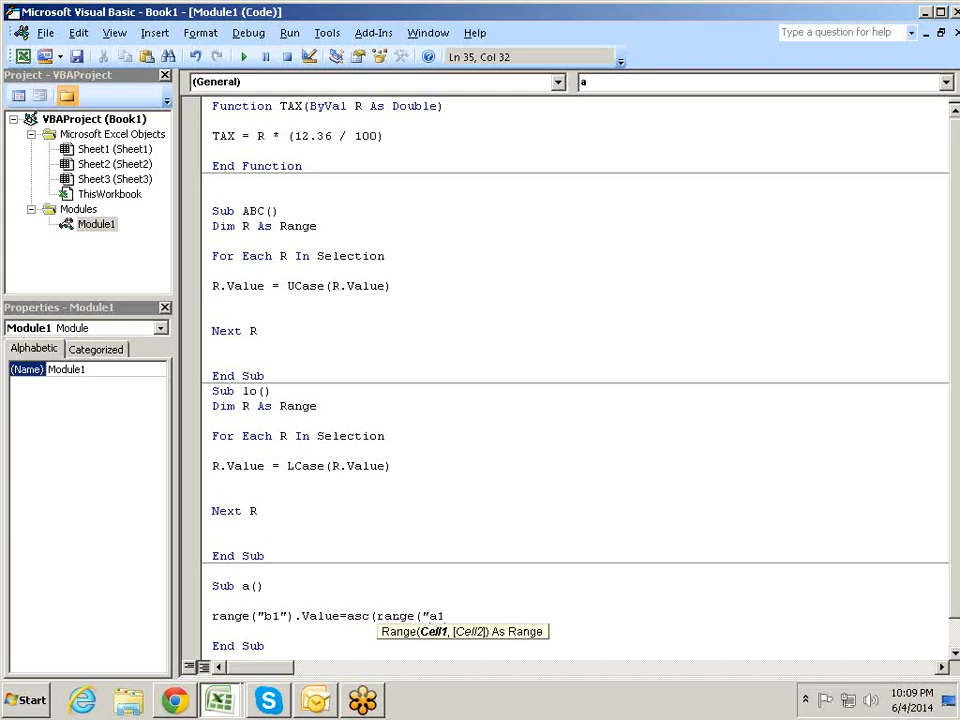 Microsoft Visual Basic - Book1 - [Module1 (Code)]
File Edit View Insert Format Debug Run Tools Add-Ins Window Help
Type a question for help
Ln 35, Col 32
Project - VBAProject
(General)
a
VBAProject (Book1)
Microsoft Excel Objects
Sheet1 (Sheet1)
Sheet2 (Sheet2)
Sheet3 (Sheet3)
ThisWorkbook
Modules
Module1
Properties - Module1
Module1 Module
Alphabetic Categorized
(Name) Module1
Function TAX(ByVal R As Double)
TAX = R * (12.36 / 100)
End Function
Sub ABC()
Dim R As Range
For Each R In Selection
R.Value = UCase(R.Value)
Next R
End Sub
Sub lo()
Dim R As Range
For Each R In Selection
R.Value = LCase(R.Value)
Next R
End Sub
Sub a()
range("b1").Value=asc(range("a1
Range(Cell1, [Cell2]) As Range
End Sub
Start
10:09 PM
6/4/2014